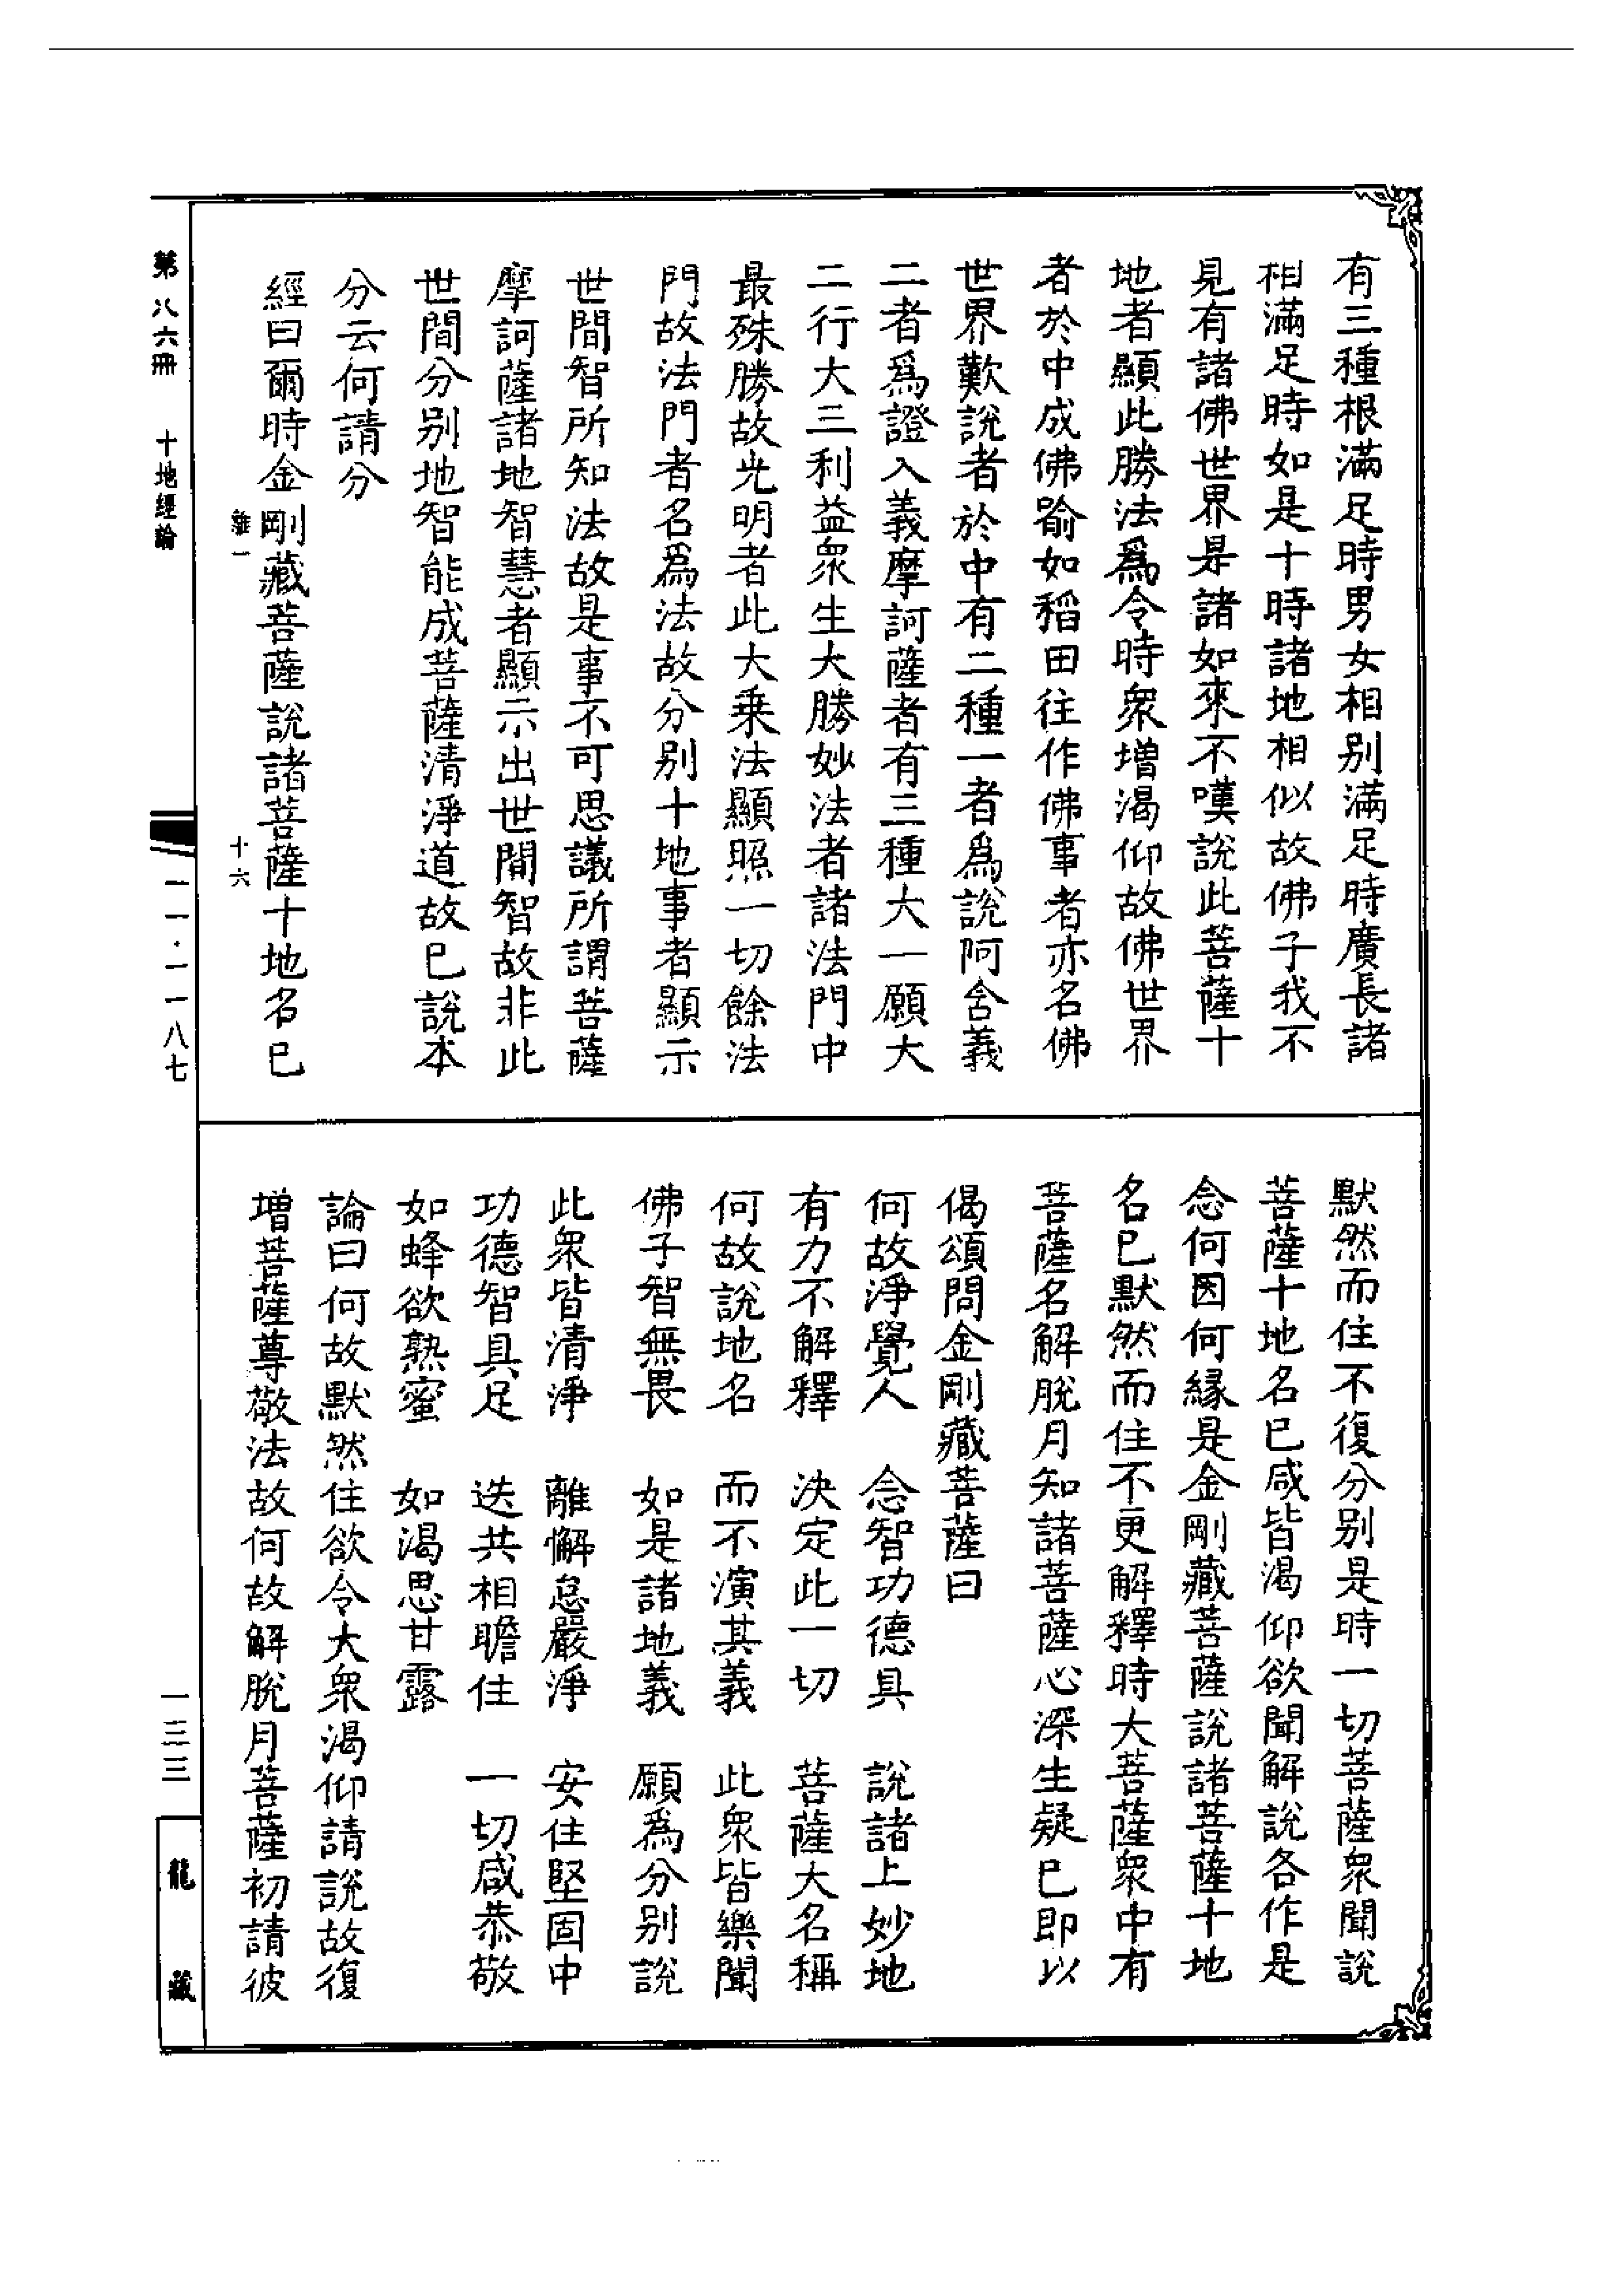 有三種根滿足時男女相別滿足時廣長諸
相滿足時如是十時諸地相似故佛子我不
見有諸佛世界是諸如來不嘆說此菩薩十
地者顯此勝法爲令時衆增渴仰故佛世界
者於中成佛喻如稻田往作佛事者亦名佛
世界歎說者於中有二種一者爲說阿含義
二者爲證入義摩訶薩者有三種大一願大
二行大三利益衆生大勝妙法者諸法門中
最殊勝故光明者此大乗法顯照一切餘法
門故法門者名爲法故分別十地事者顯示
世間智所知法故是事不可思議所謂菩薩
摩訶薩諸地智慧者顯示出世間智故非此
世間分別地智能成菩薩清淨道故已說本
分云何請分
經曰爾時金剛藏菩薩說諸菩薩十地名已
雜一 十六
默然而住不復分別是時一切菩薩衆聞說
菩薩十地名已咸皆渴仰欲聞解說各作是
念何因何緣是金剛藏菩薩說諸菩薩十地
名已默然而住不更解釋時大菩薩衆中有
菩薩名解脫月知諸菩薩心深生疑已即以
偈頌問金剛藏菩薩曰
何故淨覺人 念智功德具 說諸上妙地
有力不解釋 決定此一切 菩薩大名稱
何故說地名 而不演其義 此衆皆樂聞
佛子智無畏 如是諸地義 願爲分別說
此衆皆清淨 離懈怠嚴淨 安住堅固中
功德智具足 迭共相瞻住 一切咸恭敬
如蜂欲熟蜜 如渴思甘露
論曰何故默然住欲令大衆渴仰請說故復
增菩薩尊敬法故何故解脫月菩薩初請彼
第八六冊 十地經論
一一·一一八七
一三三
龍藏